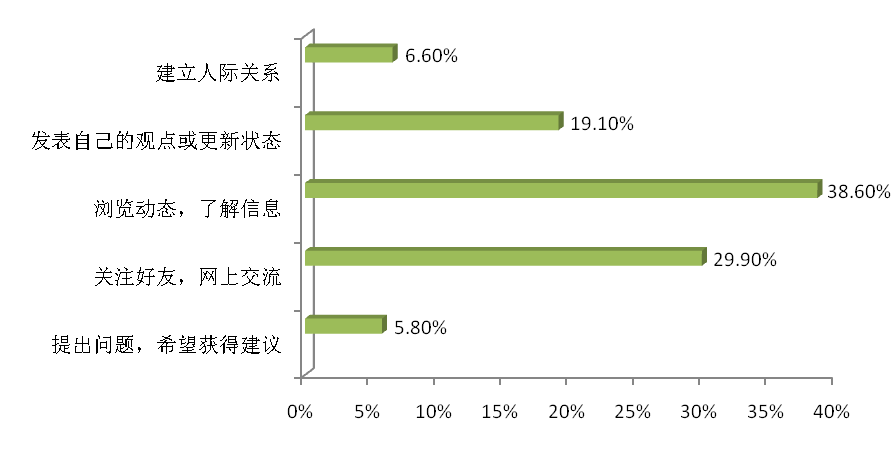 建立人际关系 6.60%
发表自己的观点或更新状态 19.10%
浏览动态，了解信息 38.60%
关注好友，网上交流 29.90%
提出问题，希望获得建议 5.80%
0% 5% 10% 15% 20% 25% 30% 35% 40%